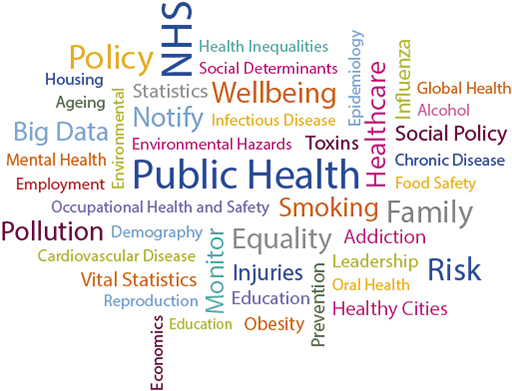 NHS
Policy
Health Inequalities
Social Determinants
Epidemiology
Influenza
Housing
Ageing
Environmental
Statistics
Wellbeing
Healthcare
Global Health
Alcohol
Big Data
Notify
Infectious Disease
Toxins
Social Policy
Environmental Hazards
Mental Health
Employment
Public Health
Chronic Disease
Food Safety
Occupational Health and Safety
Smoking
Family
Pollution
Demography
Equality
Addiction
Cardiovascular Disease
Monitor
Leadership
Risk
Vital Statistics
Injuries
Prevention
Oral Health
Reproduction
Education
Healthy Cities
Economics
Education
Obesity